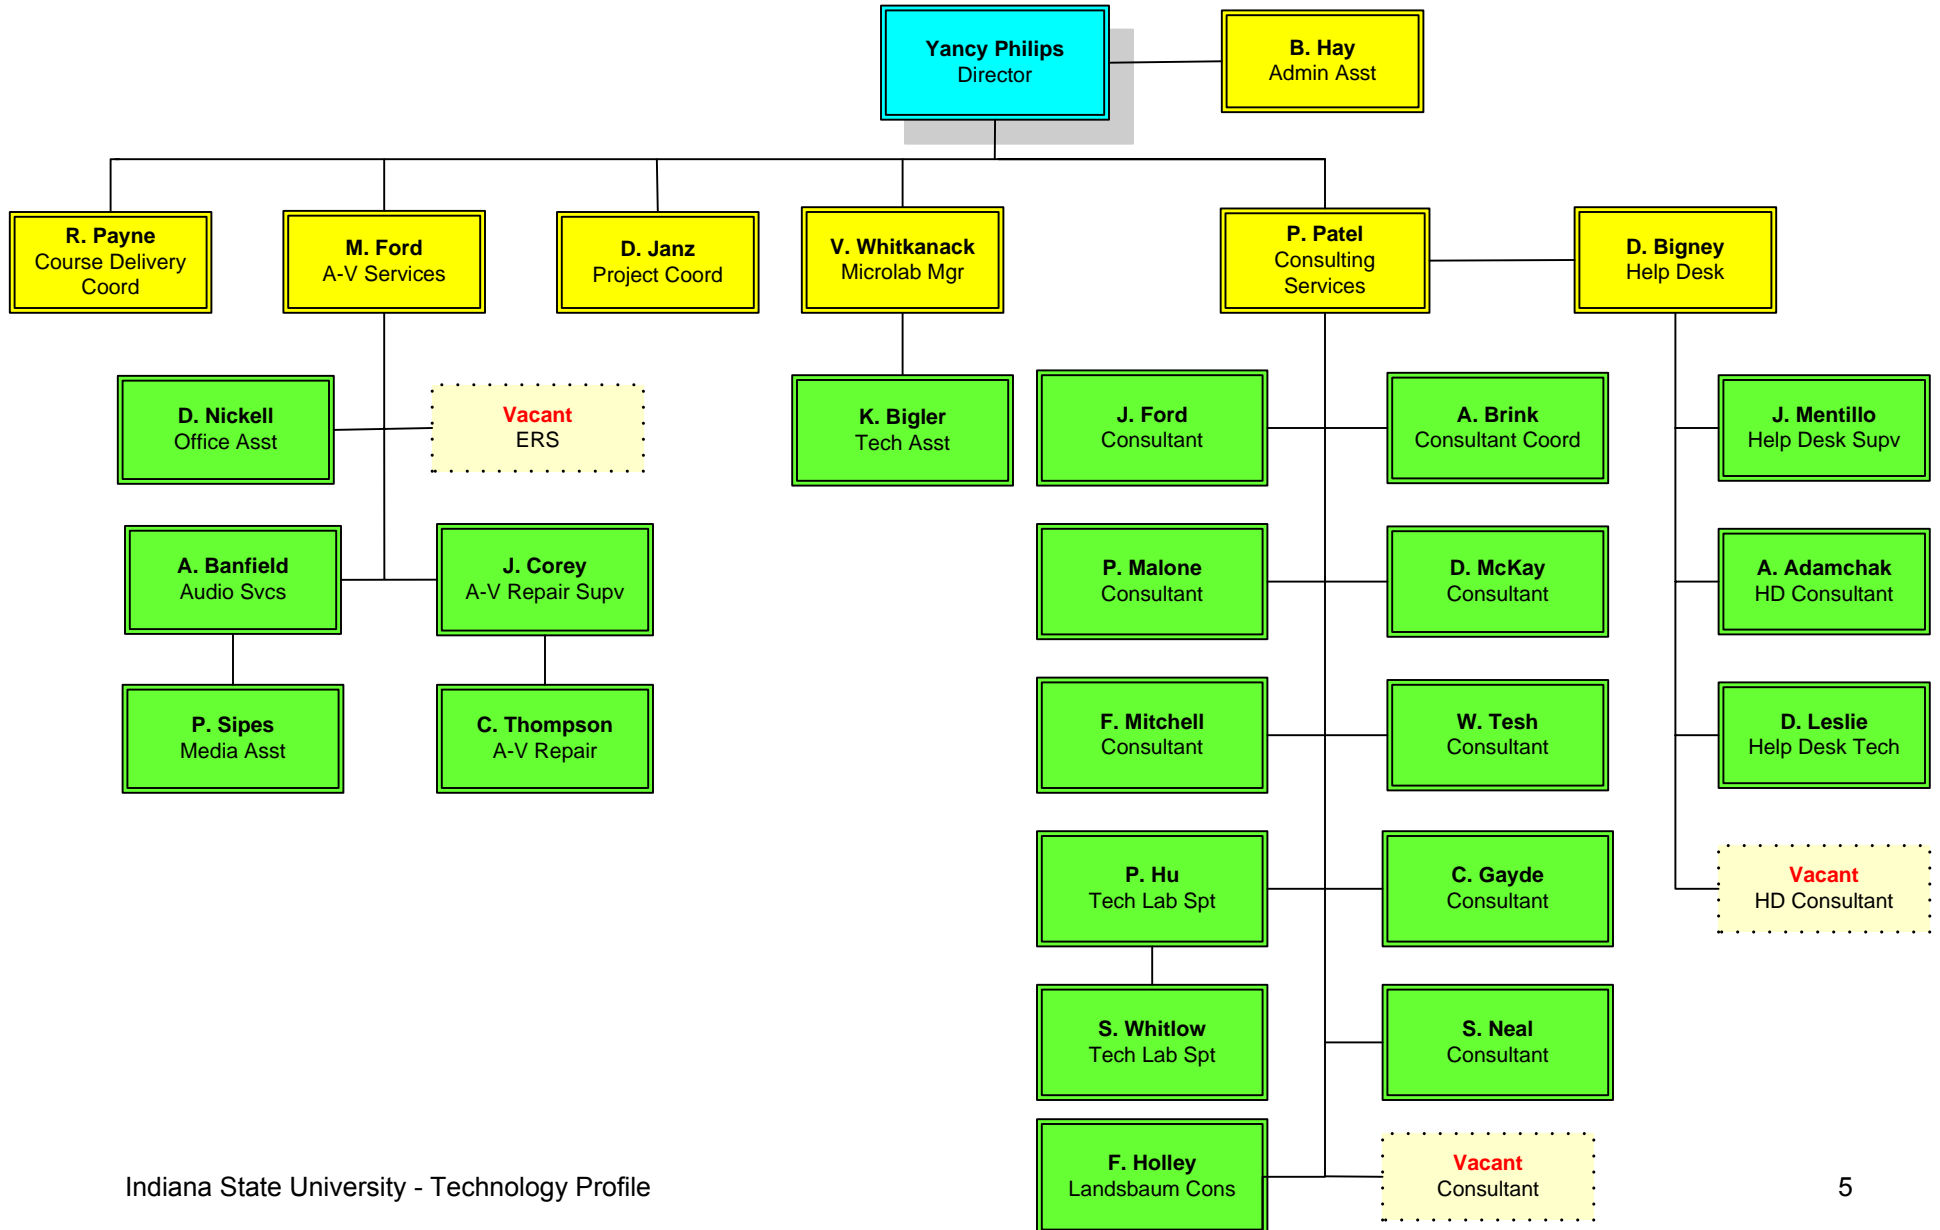 Yancy Philips
Director
B. Hay
Admin Asst
R. Payne
Course Delivery
Coord
M. Ford
A-V Services
D. Janz
Project Coord
V. Whitkanack
Microlab Mgr
P. Patel
Consulting
Services
D. Bigney
Help Desk
D. Nickell
Office Asst
Vacant
ERS
K. Bigler
Tech Asst
J. Ford
Consultant
A. Brink
Consultant Coord
J. Mentillo
Help Desk Supv
A. Banfield
Audio Svcs
J. Corey
A-V Repair Supv
P. Malone
Consultant
D. McKay
Consultant
A. Adamchak
HD Consultant
P. Sipes
Media Asst
C. Thompson
A-V Repair
F. Mitchell
Consultant
W. Tesh
Consultant
D. Leslie
Help Desk Tech
P. Hu
Tech Lab Spt
C. Gayde
Consultant
Vacant
HD Consultant
S. Whitlow
Tech Lab Spt
S. Neal
Consultant
F. Holley
Landsbaum Cons
Vacant
Consultant
Indiana State University - Technology Profile
5